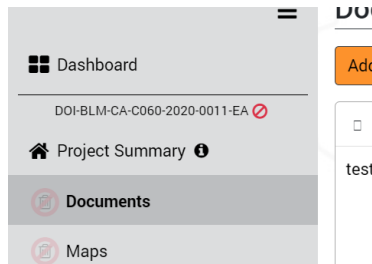 Dashboard
DOI-BLM-CA-C060-2020-0011-EA
Project Summary
Documents
Maps
test